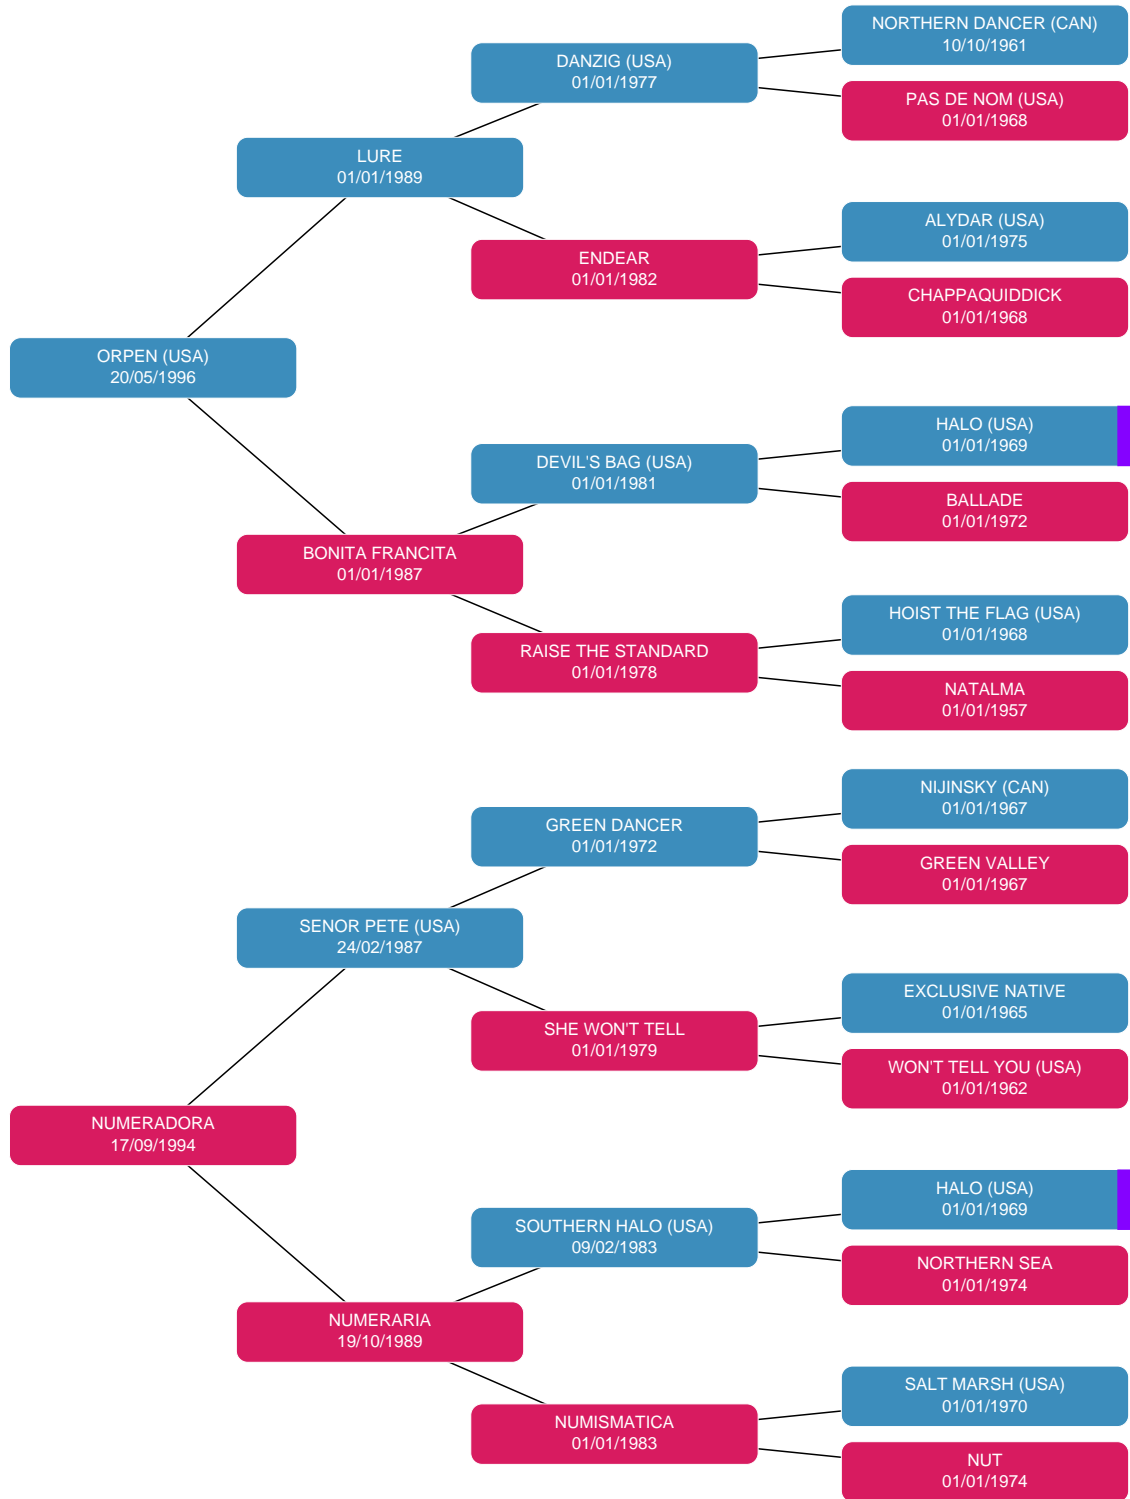 NORTHERN DANCER (CAN)
10/10/1961
DANZIG (USA)
01/01/1977
PAS DE NOM (USA)
01/01/1968
LURE
01/01/1989
ALYDAR (USA)
01/01/1975
ENDEAR
01/01/1982
CHAPPAQUIDDICK
01/01/1968
ORPEN (USA)
20/05/1996
HALO (USA)
01/01/1969
DEVIL'S BAG (USA)
01/01/1981
BALLADE
01/01/1972
BONITA FRANCITA
01/01/1987
HOIST THE FLAG (USA)
01/01/1968
RAISE THE STANDARD
01/01/1978
NATALMA
01/01/1957
NIJINSKY (CAN)
01/01/1967
GREEN DANCER
01/01/1972
GREEN VALLEY
01/01/1967
SENOR PETE (USA)
24/02/1987
EXCLUSIVE NATIVE
01/01/1965
SHE WON'T TELL
01/01/1979
WON'T TELL YOU (USA)
01/01/1962
NUMERADORA
17/09/1994
HALO (USA)
01/01/1969
SOUTHERN HALO (USA)
09/02/1983
NORTHERN SEA
01/01/1974
NUMERARIA
19/10/1989
SALT MARSH (USA)
01/01/1970
NUMISMATICA
01/01/1983
NUT
01/01/1974